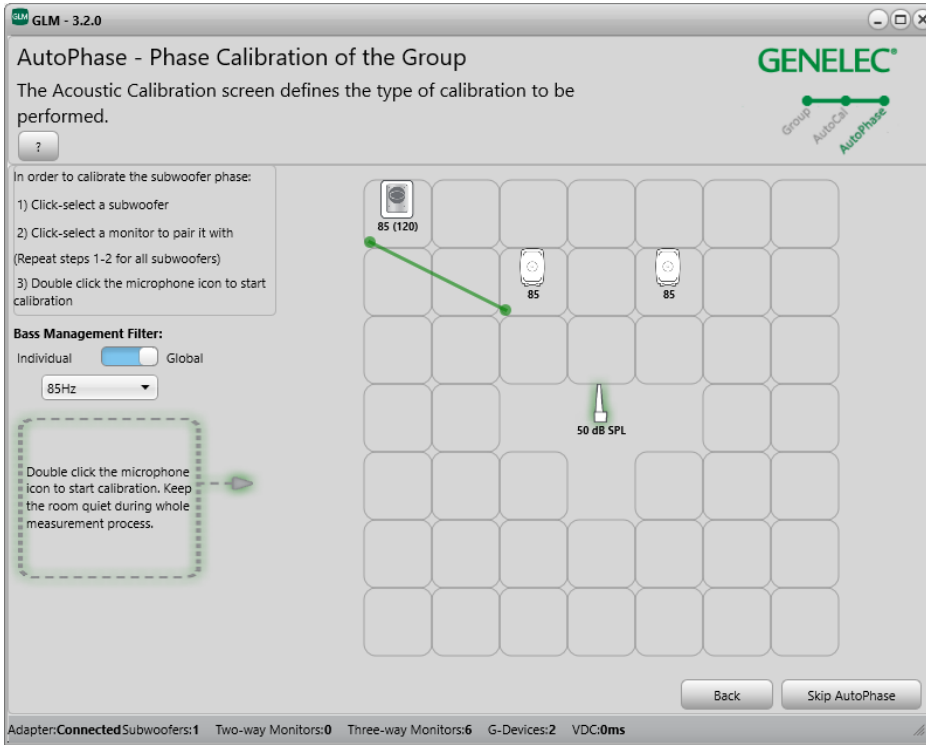 GLM GLM - 3.2.0
AutoPhase - Phase Calibration of the Group
The Acoustic Calibration screen defines the type of calibration to be
performed.
?
GENELEC®
Group
AutoCal
AutoPhase
In order to calibrate the subwoofer phase:
1) Click-select a subwoofer
2) Click-select a monitor to pair it with
(Repeat steps 1-2 for all subwoofers)
3) Double click the microphone icon to start
calibration
Bass Management Filter:
Individual Global
85Hz
Double click the microphone
icon to start calibration. Keep
the room quiet during whole
measurement process.
85 (120)
85
85
50 dB SPL
Back
Skip AutoPhase
Adapter:Connected Subwoofers:1 Two-way Monitors:0 Three-way Monitors:6 G-Devices:2 VDC:0ms